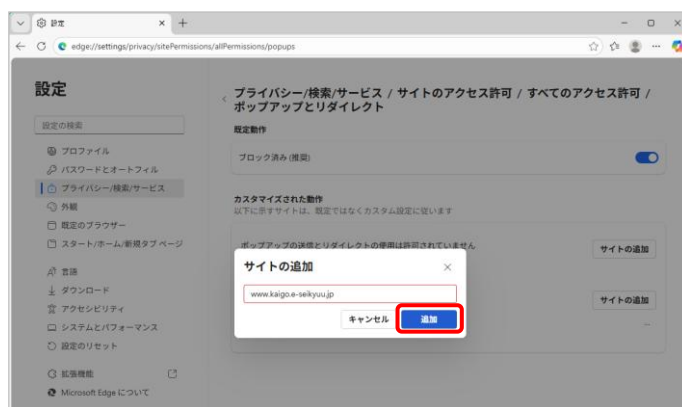 設定
edge://settings/privacy/sitePermissions/allPermissions/popups
設定
設定の検索
プロファイル
パスワードとオートフィル
プライバシー/検索/サービス
外観
既定のブラウザー
スタート/ホーム/新規タブ ページ
言語
ダウンロード
アクセシビリティ
システムとパフォーマンス
設定のリセット
拡張機能
Microsoft Edge について
プライバシー/検索/サービス / サイトのアクセス許可 / すべてのアクセス許可 /
ポップアップとリダイレクト
既定動作
ブロック済み (推奨)
カスタマイズされた動作
以下に示すサイトは、既定ではなくカスタム設定に従います
ポップアップの送信とリダイレクトの使用は許可されていません
サイトの追加
サイトの追加
サイトの追加
www.kaigo.e-seikyuu.jp
キャンセル
追加